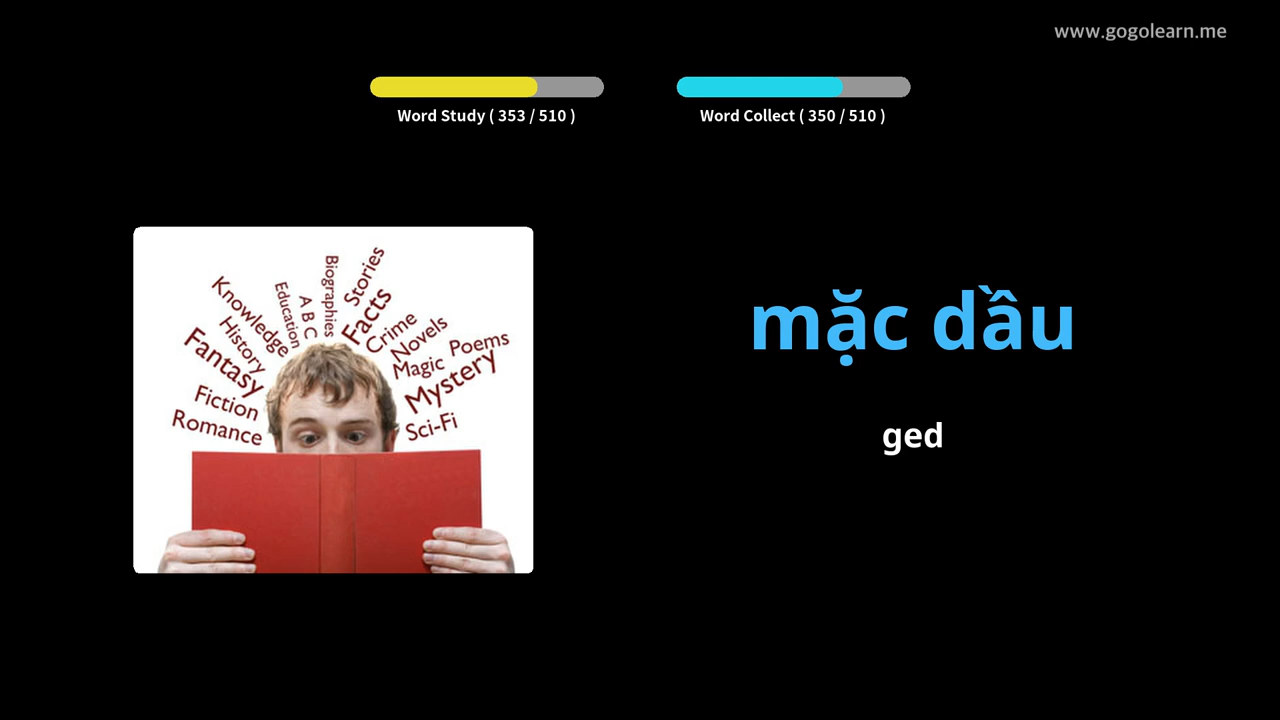 www.gogolearn.me
Word Study ( 353 / 510 )
Word Collect ( 350 / 510 )
Knowledge
History
Fantasy
Fiction
Romance
Education
A B C
Biographies
Stories
Facts
Crime
Novels
Magic
Poems
Mystery
Sci-Fi
mặc dầu
ged